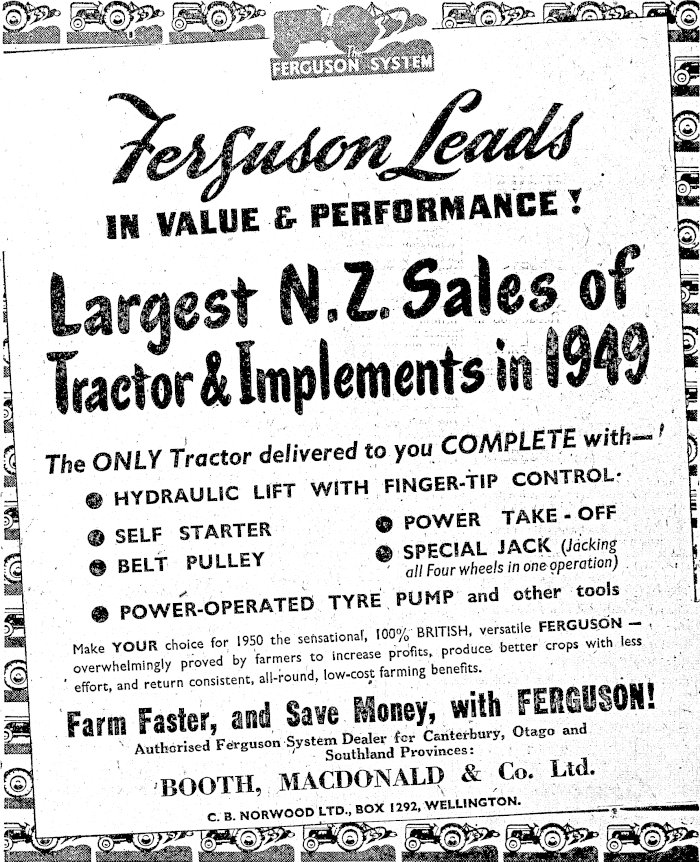 The
FERGUSON SYSTEM
Ferguson Leads
IN VALUE & PERFORMANCE!
Largest N.Z. Sales of
Tractor & Implements in 1949
The ONLY Tractor delivered to you COMPLETE with—!
● HYDRAULIC LIFT WITH FINGER-TIP CONTROL.
● SELF STARTER
● POWER TAKE-OFF
● BELT PULLEY
● SPECIAL JACK (Jacking
all Four wheels in one operation)
● POWER-OPERATED TYRE PUMP and other tools
Make YOUR choice for 1950 the sensational, 100% BRITISH, versatile FERGUSON —
overwhelmingly proved by farmers to increase profits, produce better crops with less
effort, and return consistent, all-round, low-cost farming benefits.
Farm Faster, and Save Money, with FERGUSON!
Authorised Ferguson System Dealer for Canterbury, Otago and
Southland Provinces:
BOOTH, MACDONALD & Co. Ltd.
C. B. NORWOOD LTD., BOX 1292, WELLINGTON.